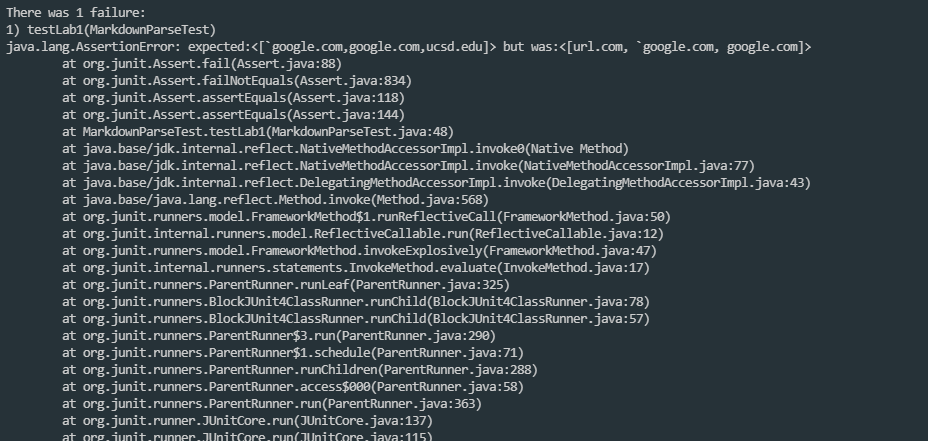 There was 1 failure:
1) testLab1(MarkdownParseTest)
java.lang.AssertionError: expected:<[`google.com,google.com,ucsd.edu]> but was:<[url.com, `google.com, google.com]>
at org.junit.Assert.fail(Assert.java:88)
at org.junit.Assert.failNotEquals(Assert.java:834)
at org.junit.Assert.assertEquals(Assert.java:118)
at org.junit.Assert.assertEquals(Assert.java:144)
at MarkdownParseTest.testLab1(MarkdownParseTest.java:48)
at java.base/jdk.internal.reflect.NativeMethodAccessorImpl.invoke0(Native Method)
at java.base/jdk.internal.reflect.NativeMethodAccessorImpl.invoke(NativeMethodAccessorImpl.java:77)
at java.base/jdk.internal.reflect.DelegatingMethodAccessorImpl.invoke(DelegatingMethodAccessorImpl.java:43)
at java.base/java.lang.reflect.Method.invoke(Method.java:568)
at org.junit.runners.model.FrameworkMethod$1.runReflectiveCall(FrameworkMethod.java:50)
at org.junit.internal.runners.model.ReflectiveCallable.run(ReflectiveCallable.java:12)
at org.junit.runners.model.FrameworkMethod.invokeExplosively(FrameworkMethod.java:47)
at org.junit.internal.runners.statements.InvokeMethod.evaluate(InvokeMethod.java:17)
at org.junit.runners.ParentRunner.runLeaf(ParentRunner.java:325)
at org.junit.runners.BlockJUnit4ClassRunner.runChild(BlockJUnit4ClassRunner.java:78)
at org.junit.runners.BlockJUnit4ClassRunner.runChild(BlockJUnit4ClassRunner.java:57)
at org.junit.runners.ParentRunner$3.run(ParentRunner.java:290)
at org.junit.runners.ParentRunner$1.schedule(ParentRunner.java:71)
at org.junit.runners.ParentRunner.runChildren(ParentRunner.java:288)
at org.junit.runners.ParentRunner.access$000(ParentRunner.java:58)
at org.junit.runners.ParentRunner.run(ParentRunner.java:363)
at org.junit.runner.JUnitCore.run(JUnitCore.java:137)
at org.junit.runner.JUnitCore.run(JUnitCore.java:115)